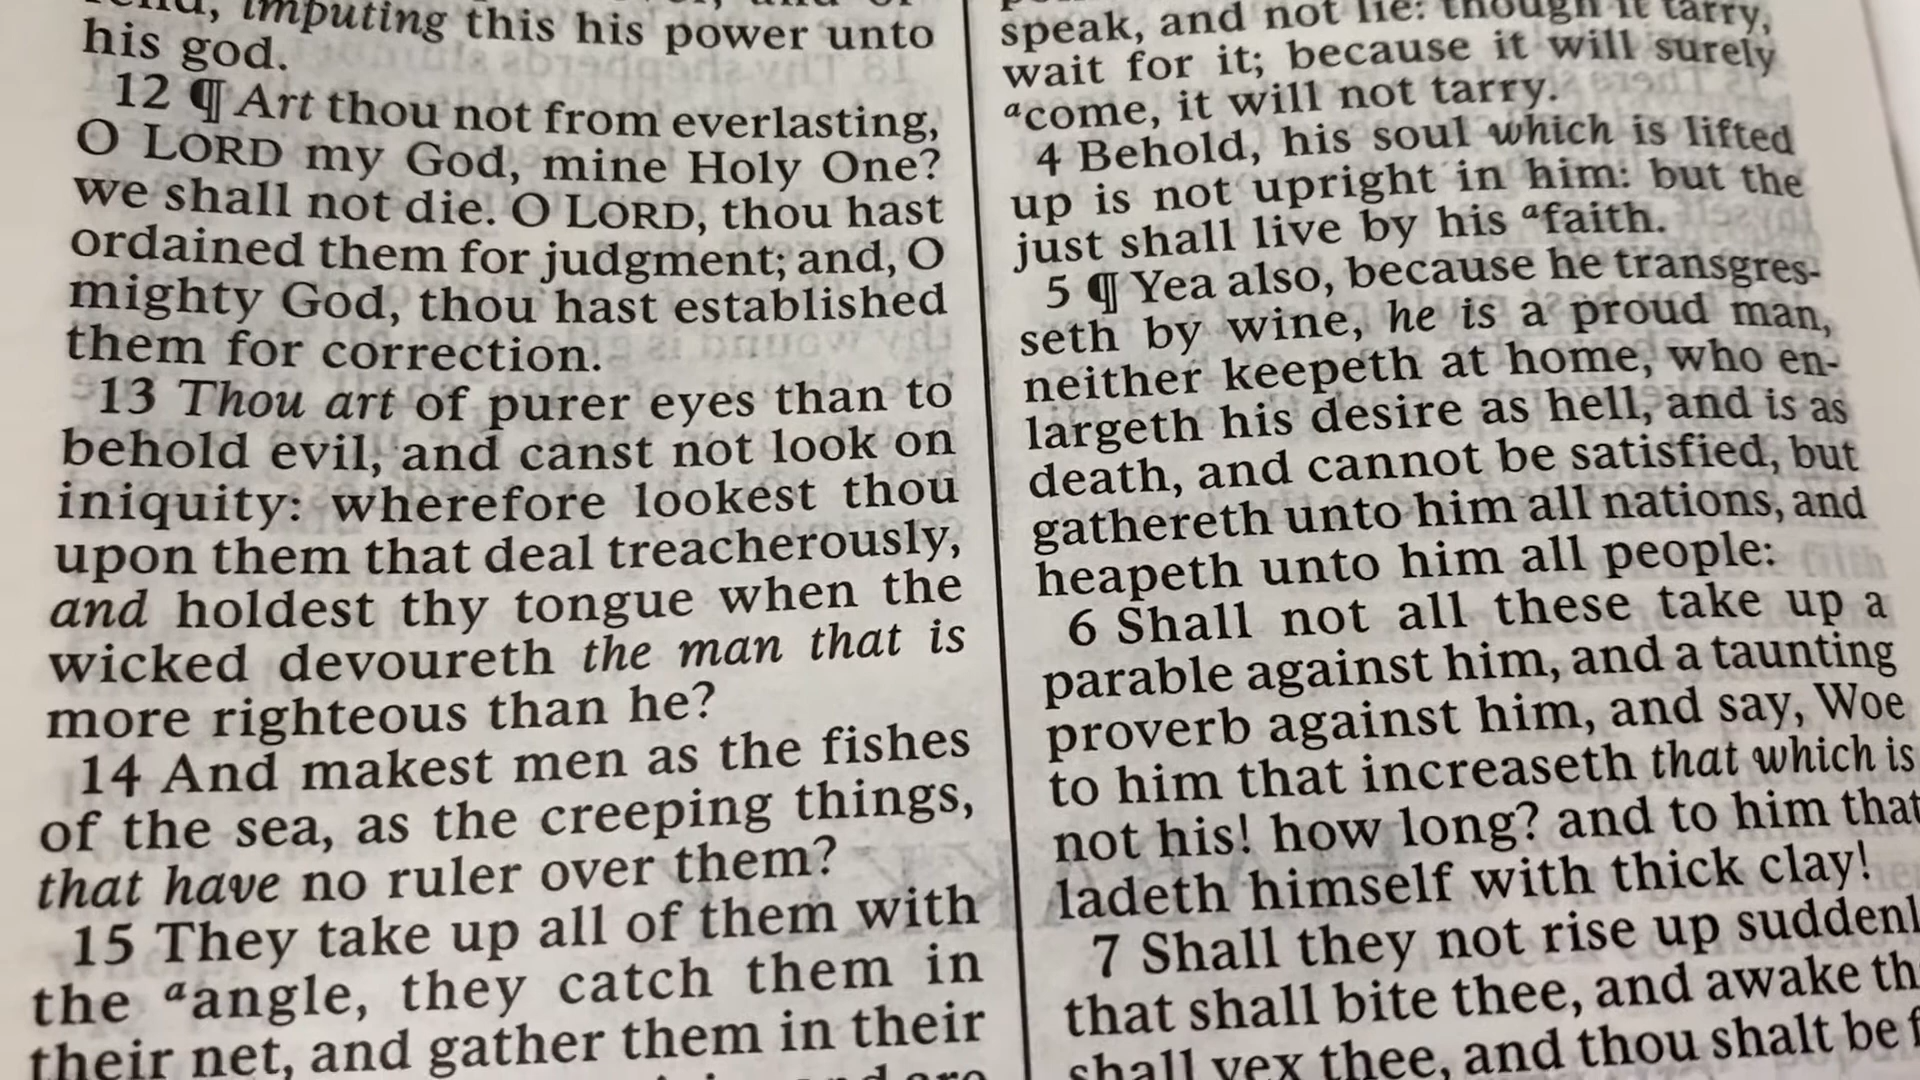 imputing this his power unto
his god.
12 ¶ Art thou not from everlasting,
O LORD my God, mine Holy One?
we shall not die. O LORD, thou hast
ordained them for judgment; and, O
mighty God, thou hast established
them for correction.
13 Thou art of purer eyes than to
behold evil, and canst not look on
iniquity: wherefore lookest thou
upon them that deal treacherously,
and holdest thy tongue when the
wicked devoureth the man that is
more righteous than he?
14 And makest men as the fishes
of the sea, as the creeping things,
that have no ruler over them?
15 They take up all of them with
the ᵃangle, they catch them in
their net, and gather them in their
speak, and not lie: though it tarry,
wait for it; because it will surely
ᵃcome, it will not tarry.
4 Behold, his soul which is lifted
up is not upright in him: but the
just shall live by his ᵃfaith.
5 ¶ Yea also, because he transgres-
seth by wine, he is a proud man,
neither keepeth at home, who en-
largeth his desire as hell, and is as
death, and cannot be satisfied, but
gathereth unto him all nations, and
heapeth unto him all people:
6 Shall not all these take up a
parable against him, and a taunting
proverb against him, and say, Woe
to him that increaseth that which is
not his! how long? and to him that
ladeth himself with thick clay!
7 Shall they not rise up suddenl
that shall bite thee, and awake th
shall vex thee, and thou shalt be f